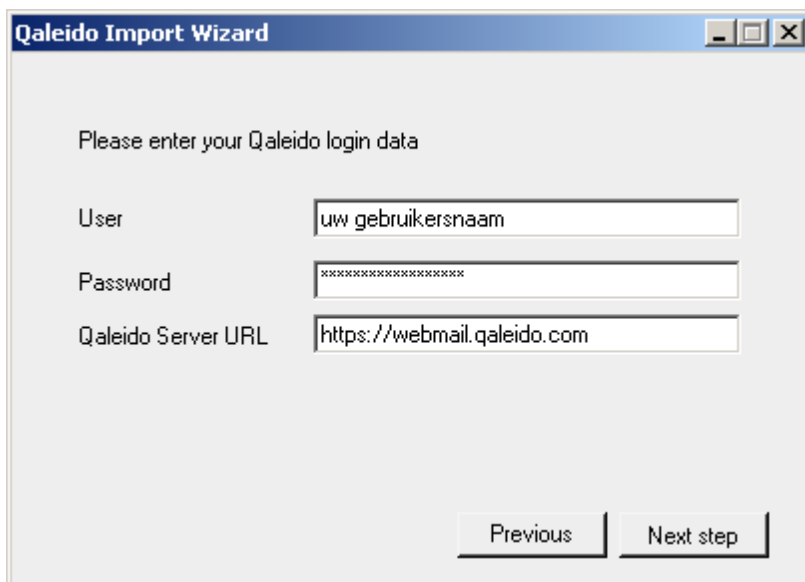 Qaleido Import Wizard
Please enter your Qaleido login data
User uw gebruikersnaam
Password ******************
Qaleido Server URL https://webmail.qaleido.com
Previous Next step